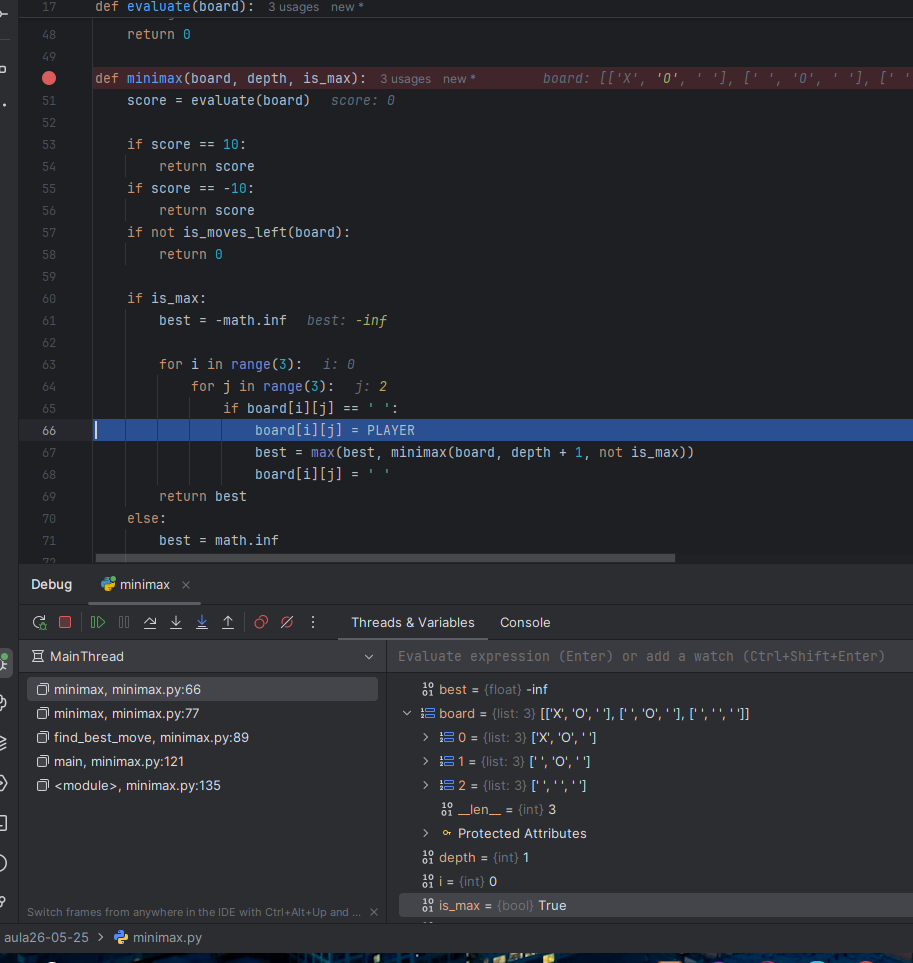 17 def evaluate(board): 3 usages new *
48 return 0
49
def minimax(board, depth, is_max): 3 usages new * board: [['X', 'O', ' '], [' ', 'O', ' '], [' '
51 score = evaluate(board) score: 0
52
53 if score == 10:
54 return score
55 if score == -10:
56 return score
57 if not is_moves_left(board):
58 return 0
59
60 if is_max:
61 best = -math.inf best: -inf
62
63 for i in range(3): i: 0
64 for j in range(3): j: 2
65 if board[i][j] == ' ':
66 board[i][j] = PLAYER
67 best = max(best, minimax(board, depth + 1, not is_max))
68 board[i][j] = ' '
69 return best
70 else:
71 best = math.inf
72
Debug minimax
Threads & Variables Console
MainThread
Evaluate expression (Enter) or add a watch (Ctrl+Shift+Enter)
minimax, minimax.py:66
minimax, minimax.py:77
find_best_move, minimax.py:89
main, minimax.py:121
<module>, minimax.py:135
best = {float} -inf
board = {list: 3} [['X', 'O', ' '], [' ', 'O', ' '], [' ', ' ', ' ']]
0 = {list: 3} ['X', 'O', ' ']
1 = {list: 3} [' ', 'O', ' ']
2 = {list: 3} [' ', ' ', ' ']
__len__ = {int} 3
Protected Attributes
depth = {int} 1
i = {int} 0
is_max = {bool} True
Switch frames from anywhere in the IDE with Ctrl+Alt+Up and ...
aula26-05-25 > minimax.py